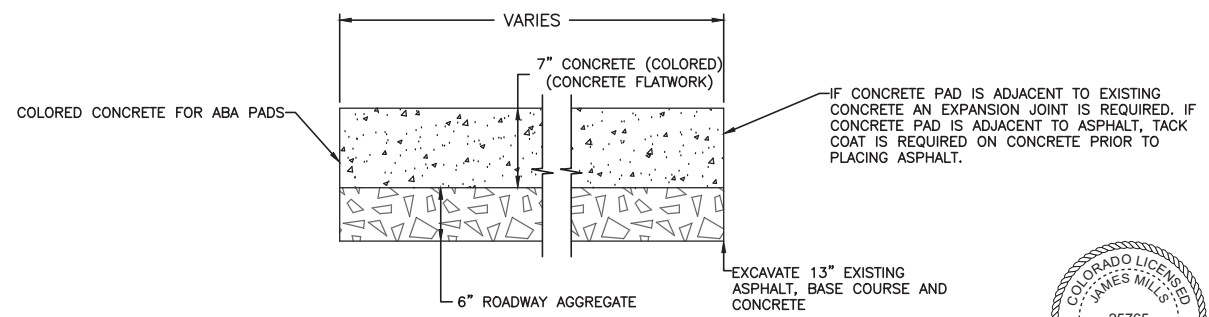 VARIES
7" CONCRETE (COLORED)
(CONCRETE FLATWORK)
COLORED CONCRETE FOR ABA PADS
IF CONCRETE PAD IS ADJACENT TO EXISTING
CONCRETE AN EXPANSION JOINT IS REQUIRED. IF
CONCRETE PAD IS ADJACENT TO ASPHALT, TACK
COAT IS REQUIRED ON CONCRETE PRIOR TO
PLACING ASPHALT.
EXCAVATE 13" EXISTING
ASPHALT, BASE COURSE AND
CONCRETE
6" ROADWAY AGGREGATE
COLORADO LICENSED
JAMES MILLS